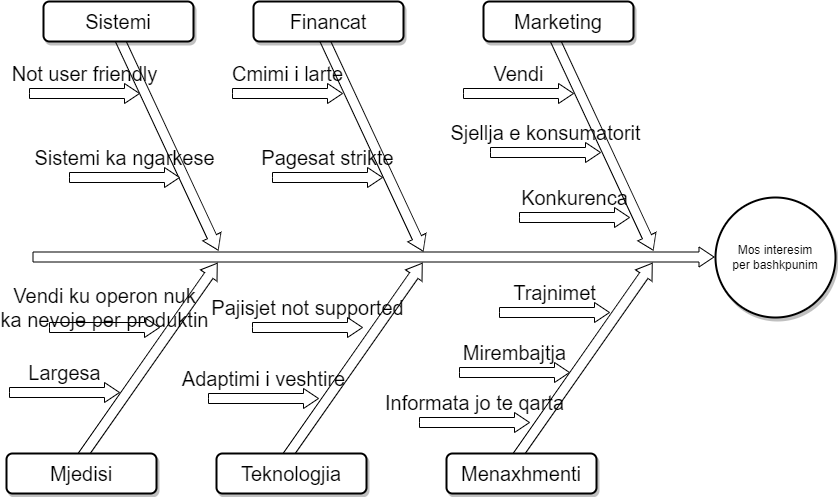 Sistemi
Financat
Marketing
Not user friendly
Cmimi i larte
Vendi
Sjellja e konsumatorit
Sistemi ka ngarkese
Pagesat strikte
Konkurenca
Mos interesim
per bashkpunim
Vendi ku operon nuk
ka nevoje per produktin
Pajisjet not supported
Trajnimet
Largesa
Adaptimi i veshtire
Mirembajtja
Informata jo te qarta
Mjedisi
Teknologjia
Menaxhmenti